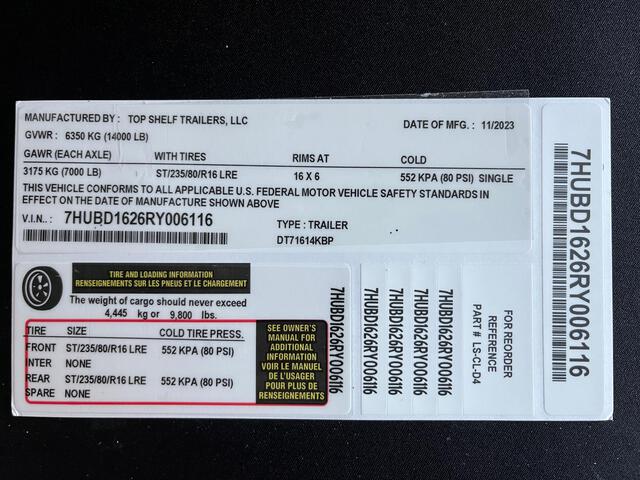 MANUFACTURED BY : TOP SHELF TRAILERS, LLC
DATE OF MFG. : 11/2023
GVWR : 6350 KG (14000 LB)
GAWR (EACH AXLE) WITH TIRES RIMS AT COLD
3175 KG (7000 LB) ST/235/80/R16 LRE 16 X 6 552 KPA (80 PSI) SINGLE
THIS VEHICLE CONFORMS TO ALL APPLICABLE U.S. FEDERAL MOTOR VEHICLE SAFETY STANDARDS IN
EFFECT ON THE DATE OF MANUFACTURE SHOWN ABOVE
V.I.N.. : 7HUBD1626RY006116
TYPE : TRAILER
DT71614KBP
TIRE AND LOADING INFORMATION
RENSEIGNEMENTS SUR LES PNEUS ET LE CHARGEMENT
The weight of cargo should never exceed
4,445 kg or 9,800 lbs.
TIRE SIZE COLD TIRE PRESS.
FRONT ST/235/80/R16 LRE 552 KPA (80 PSI)
INTER NONE
REAR ST/235/80/R16 LRE 552 KPA (80 PSI)
SPARE NONE
SEE OWNER'S
MANUAL FOR
ADDITIONAL
INFORMATION
VOIR LE MANUEL
DE L'USAGER
POUR PLUS DE
RENSEIGNEMENTS
7HUBD1626RY006116
7HUBD1626RY006116
7HUBD1626RY006116
7HUBD1626RY006116
7HUBD1626RY006116
FOR REORDER
REFERENCE
PART # LS-CL-D4
7HUBD1626RY006116